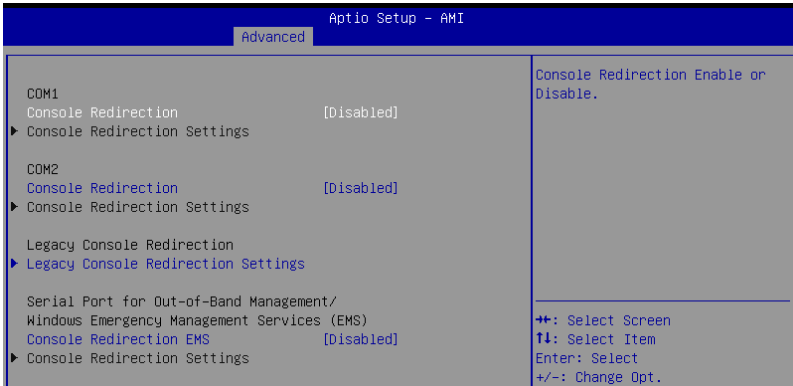 Aptio Setup – AMI
Advanced
COM1
Console Redirection [Disabled]
Console Redirection Settings
COM2
Console Redirection [Disabled]
Console Redirection Settings
Legacy Console Redirection
Legacy Console Redirection Settings
Serial Port for Out-of-Band Management/
Windows Emergency Management Services (EMS)
Console Redirection EMS [Disabled]
Console Redirection Settings
Console Redirection Enable or
Disable.
→←: Select Screen
↑↓: Select Item
Enter: Select
+/-: Change Opt.